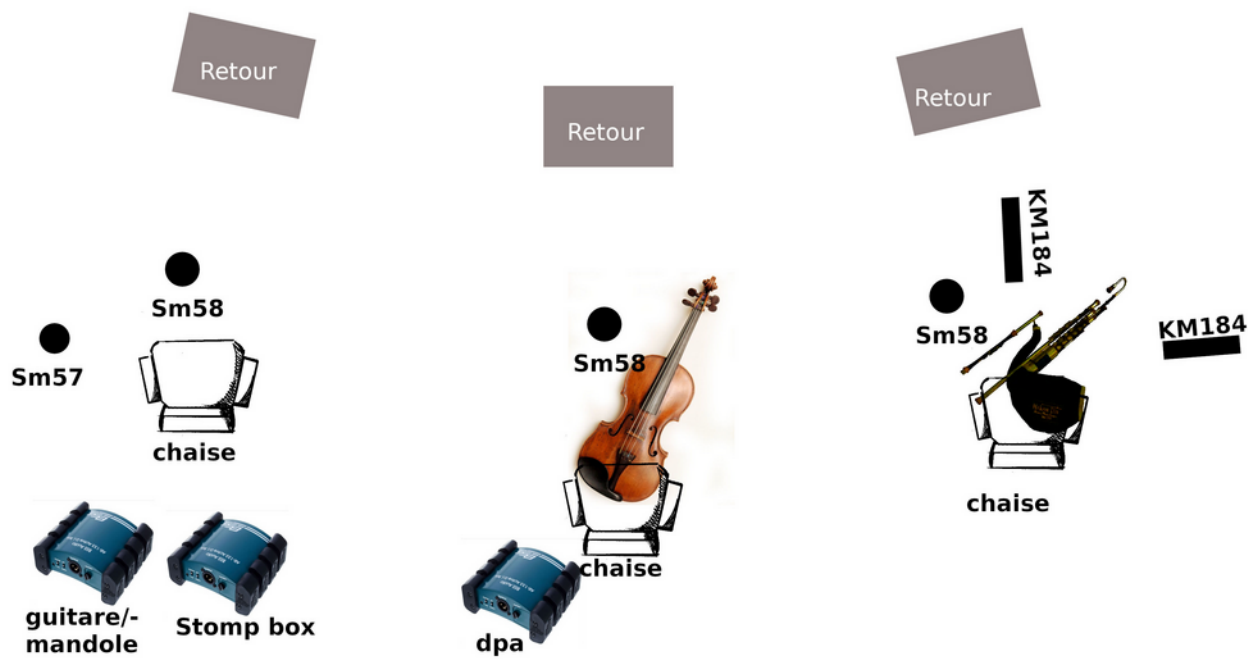 Retour
Retour
Retour
KM184
Sm58
Sm58
Sm58
KM184
Sm57
chaise
chaise
chaise
guitare/-
mandole
Stomp box
dpa